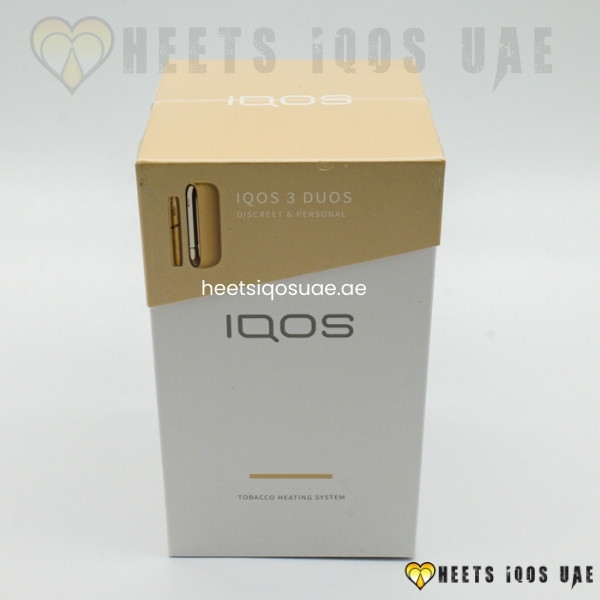 HEETS iQOS UAE
IQOS
IQOS 3 DUOS
DISCREET & PERSONAL
heetsiqosuae.ae
IQOS
TOBACCO HEATING SYSTEM
HEETS iQOS UAE